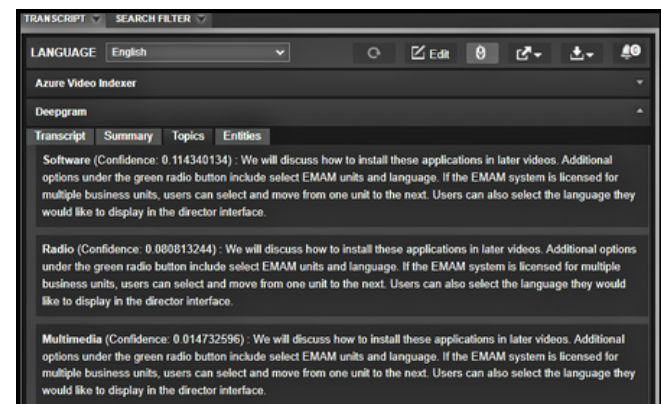 TRANSCRIPT
SEARCH FILTER
LANGUAGE English
Edit
0
Azure Video Indexer
Deepgram
Transcript Summary Topics Entities
Software (Confidence: 0.114340134) : We will discuss how to install these applications in later videos. Additional
options under the green radio button include select EMAM units and language. If the EMAM system is licensed for
multiple business units, users can select and move from one unit to the next. Users can also select the language they
would like to display in the director interface.
Radio (Confidence: 0.080813244) : We will discuss how to install these applications in later videos. Additional options
under the green radio button include select EMAM units and language. If the EMAM system is licensed for multiple
business units, users can select and move from one unit to the next. Users can also select the language they would
like to display in the director interface.
Multimedia (Confidence: 0.014732596) : We will discuss how to install these applications in later videos. Additional
options under the green radio button include select EMAM units and language. If the EMAM system is licensed for
multiple business units, users can select and move from one unit to the next. Users can also select the language they
would like to display in the director interface.